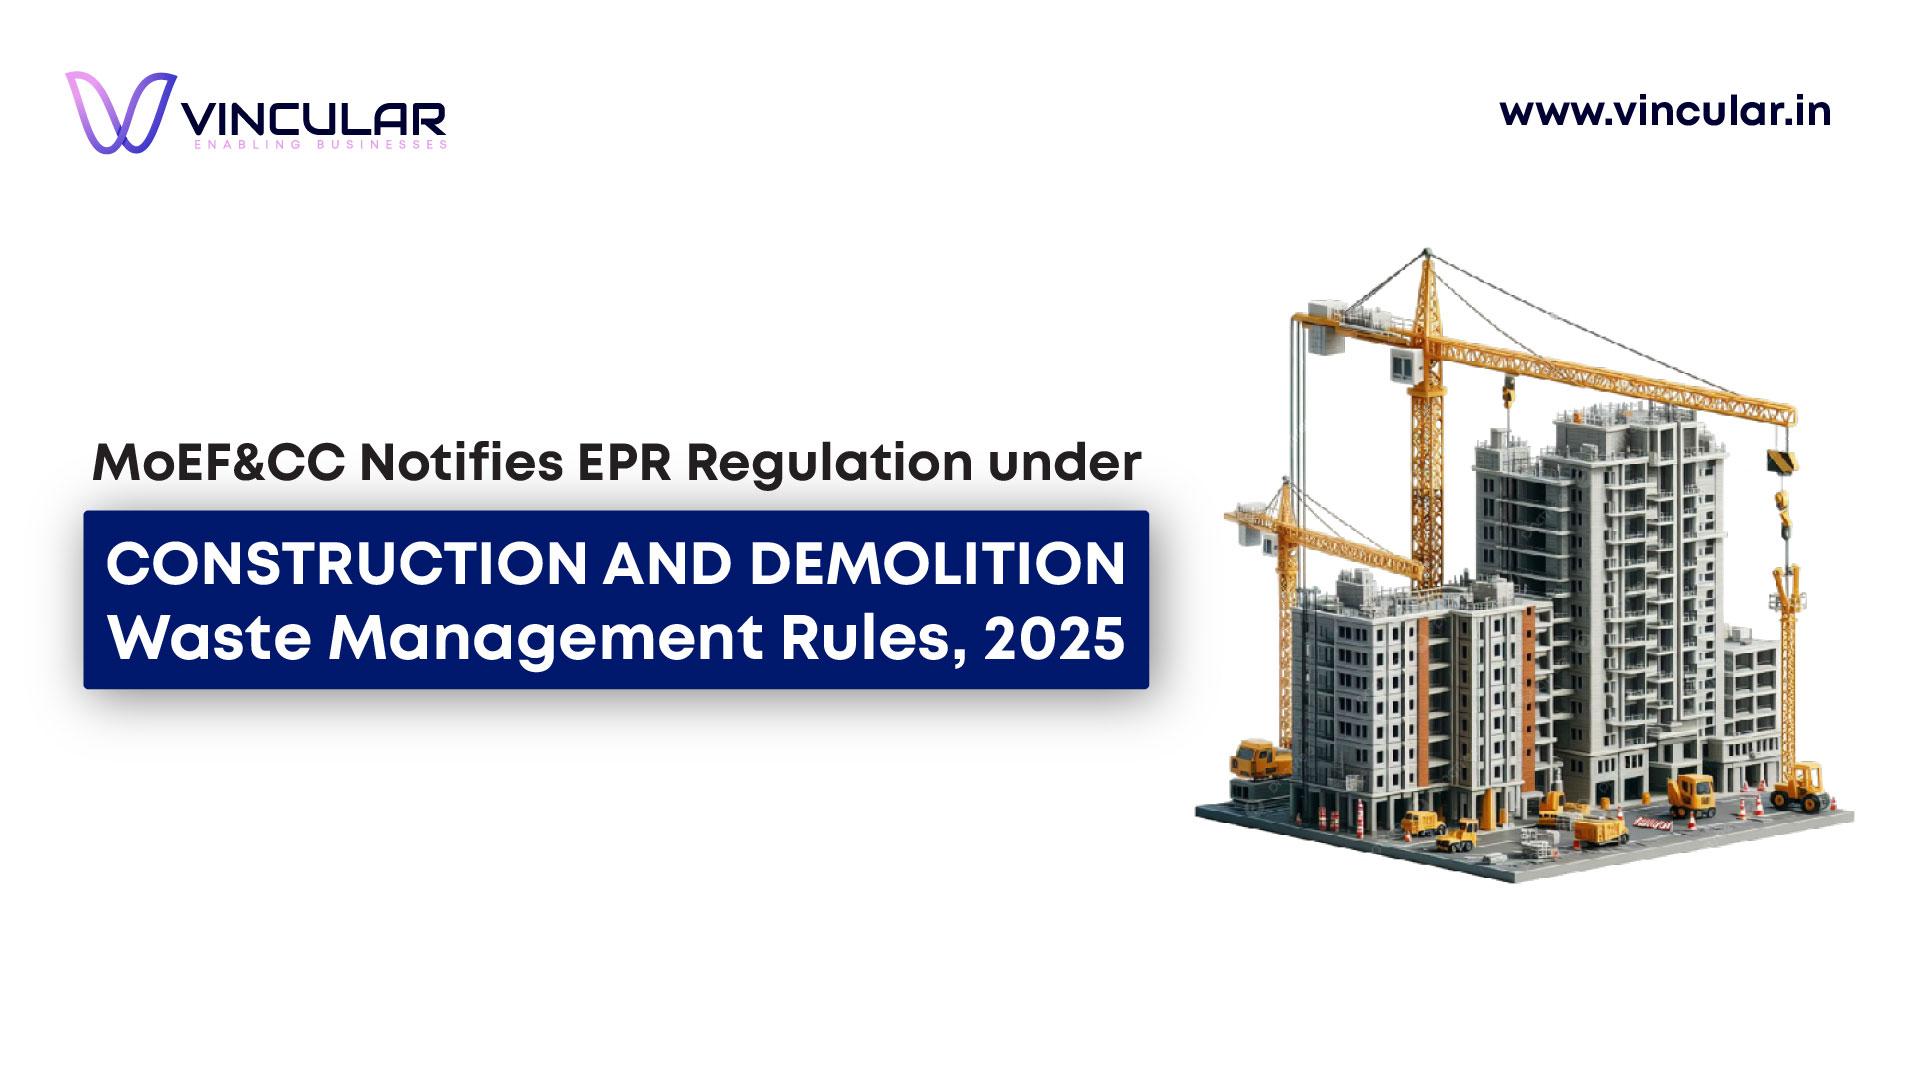 VINCULAR
ENABLING BUSINESSES
www.vincular.in
MoEF&CC Notifies EPR Regulation under
CONSTRUCTION AND DEMOLITION
Waste Management Rules, 2025